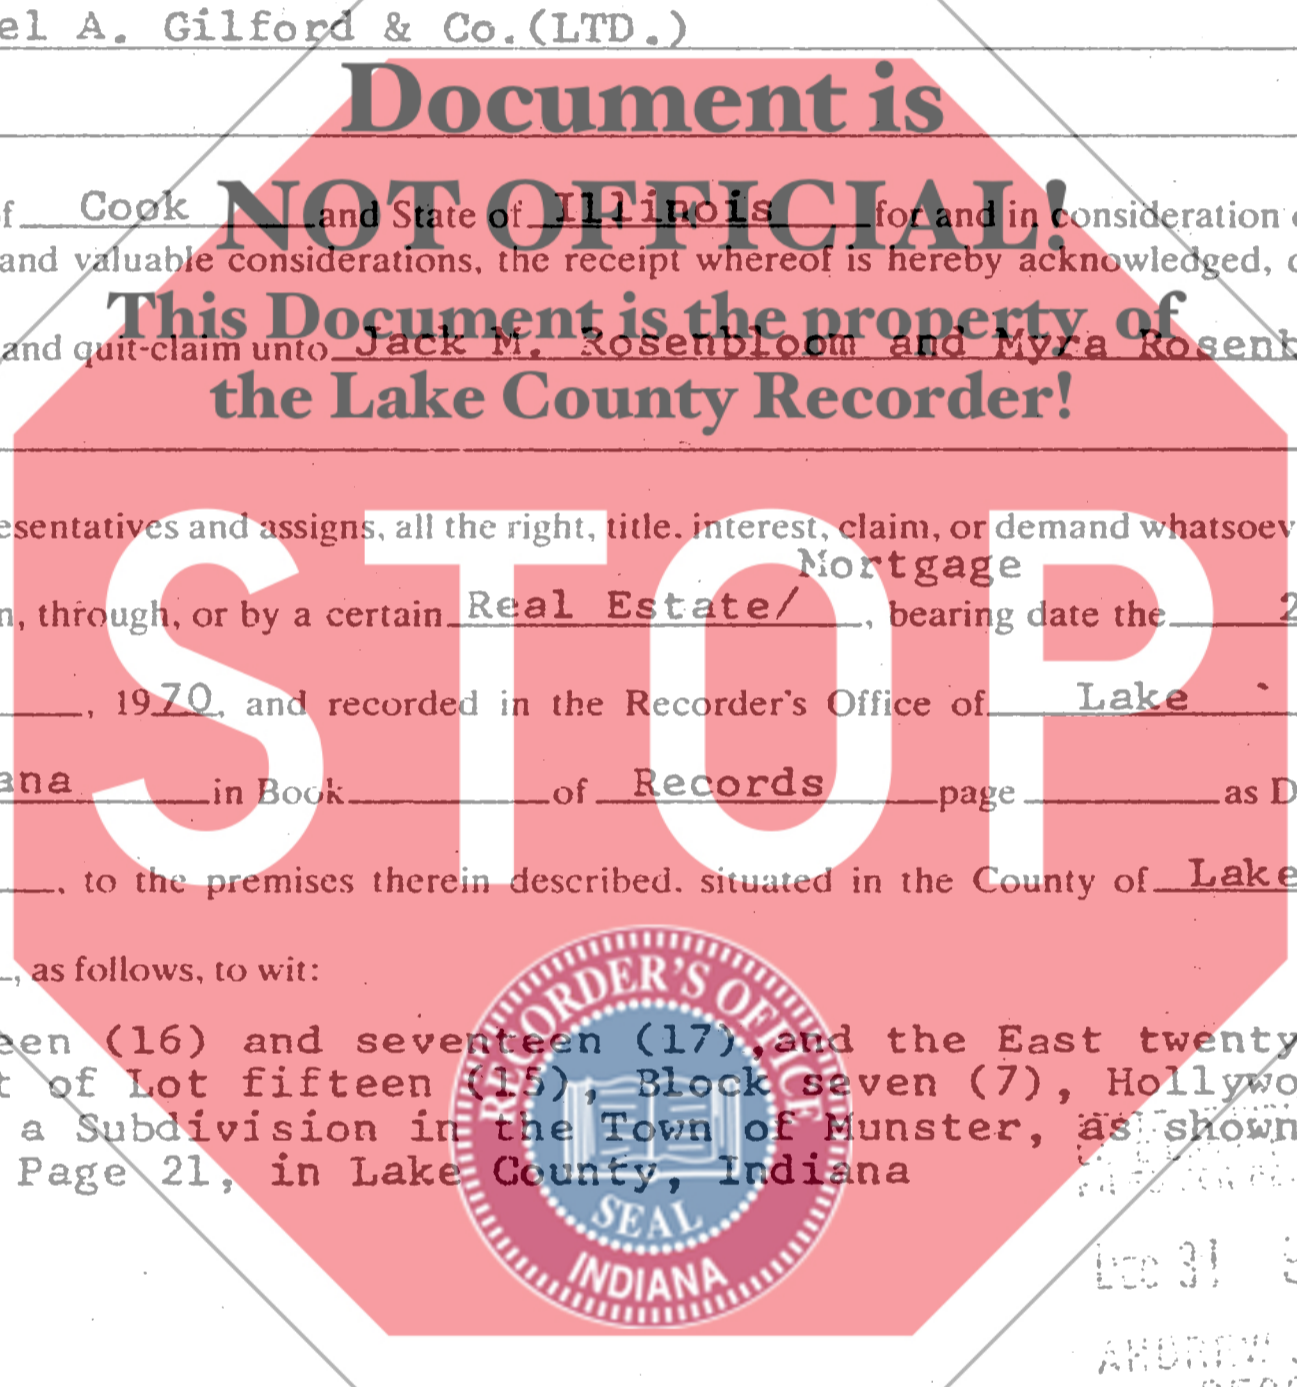 el A. Gilford & Co.(LTD.)
Document is
NOT OFFICIAL!
f Cook and State of Illinois for and in consideration
and valuable considerations, the receipt whereof is hereby acknowledged,
This Document is the property of
and quit-claim unto Jack M. Rosenbloom and Myra Rosenb
the Lake County Recorder!
esentatives and assigns, all the right, title. interest, claim, or demand whatsoev
Mortgage
n, through, or by a certain Real Estate/ , bearing date the 2
, 1970, and recorded in the Recorder's Office of Lake
ana in Book of Records page as D
STOP
, to the premises therein described. situated in the County of Lake
, as follows, to wit:
een (16) and seventeen (17),and the East twenty
t of Lot fifteen (15), Block seven (7), Hollywo
a Subdivision in the Town of Munster, as shown
Page 21, in Lake County, Indiana
RECORDER'S OFFICE
SEAL
INDIANA
Dec 31
ANDREW J